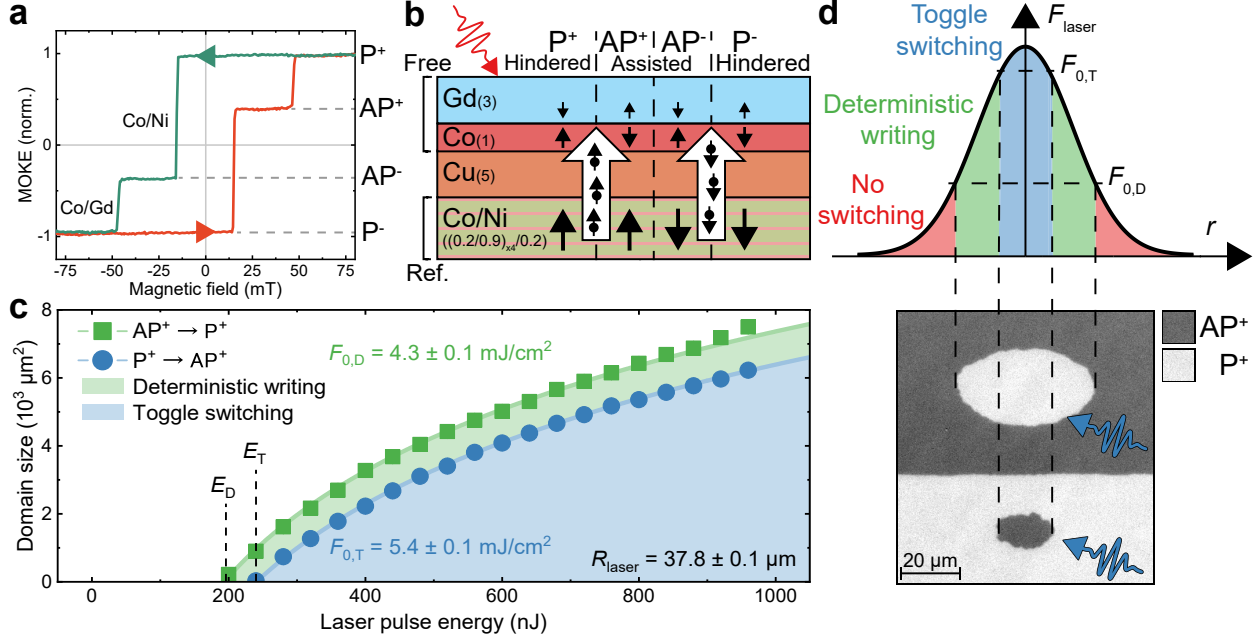 a
MOKE (norm.)
1
0
-1
Co/Ni
Co/Gd
P⁺
AP⁺
AP⁻
P⁻
-75 -50 -25 0 25 50 75
Magnetic field (mT)
b
P⁺ AP⁺ AP⁻ P⁻
Free Hindered Assisted Hindered
Gd(3)
Co(1)
Cu(5)
Co/Ni
((0.2/0.9)x4/0.2)
Ref.
c
Domain size (10³ µm²)
8
6
4
2
0
AP⁺ → P⁺
P⁺ → AP⁺
Deterministic writing
Toggle switching
F0,D = 4.3 ± 0.1 mJ/cm²
ED
ET
F0,T = 5.4 ± 0.1 mJ/cm²
Rlaser = 37.8 ± 0.1 µm
0 200 400 600 800 1000
Laser pulse energy (nJ)
d
Toggle
switching
Flaser
F0,T
Deterministic
writing
F0,D
No
switching
r
AP⁺
P⁺
20 µm